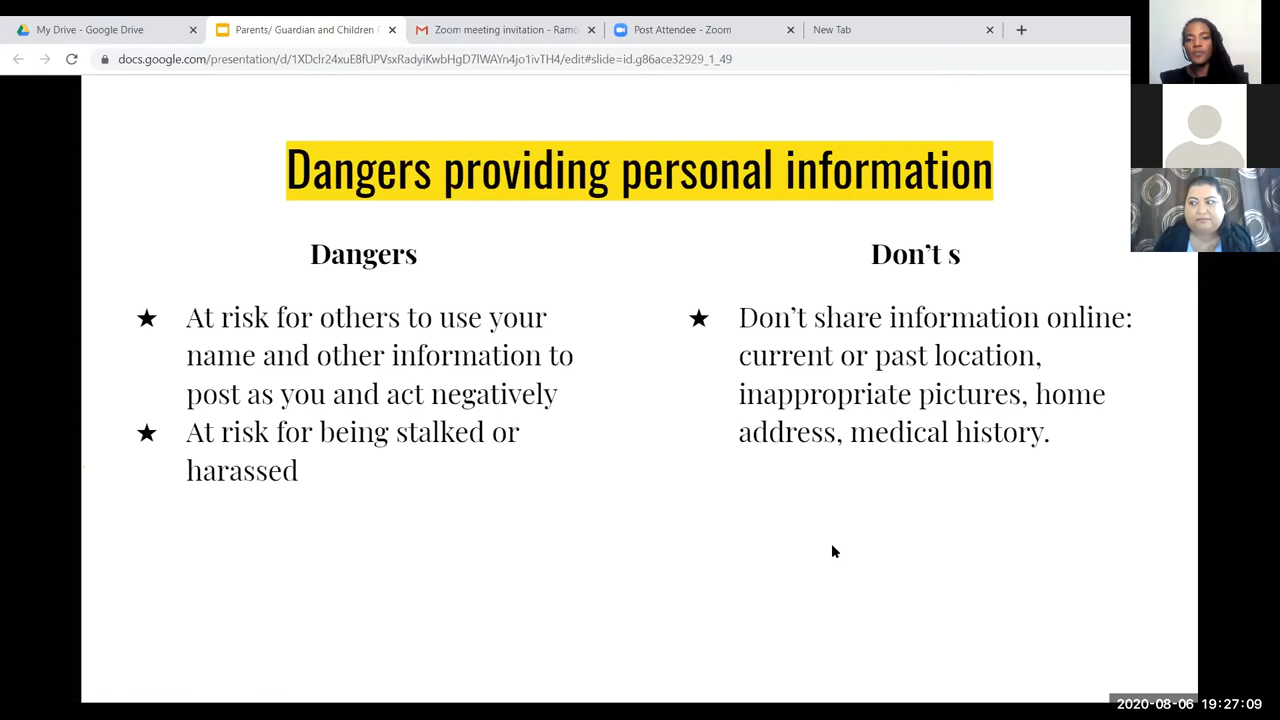 My Drive - Google Drive
Parents/ Guardian and Children F
Zoom meeting invitation - Ramo
Post Attendee - Zoom
New Tab
docs.google.com/presentation/d/1XDclr24xuE8fUPVsxRadyiKwbHgD7lWdYn4jo1ivTH4/edit#slide=id.g86ace32929_1_49
Dangers providing personal information
Dangers
★ At risk for others to use your
name and other information to
post as you and act negatively
★ At risk for being stalked or
harassed
Don't s
★ Don't share information online:
current or past location,
inappropriate pictures, home
address, medical history.
2020-08-06 19:27:09